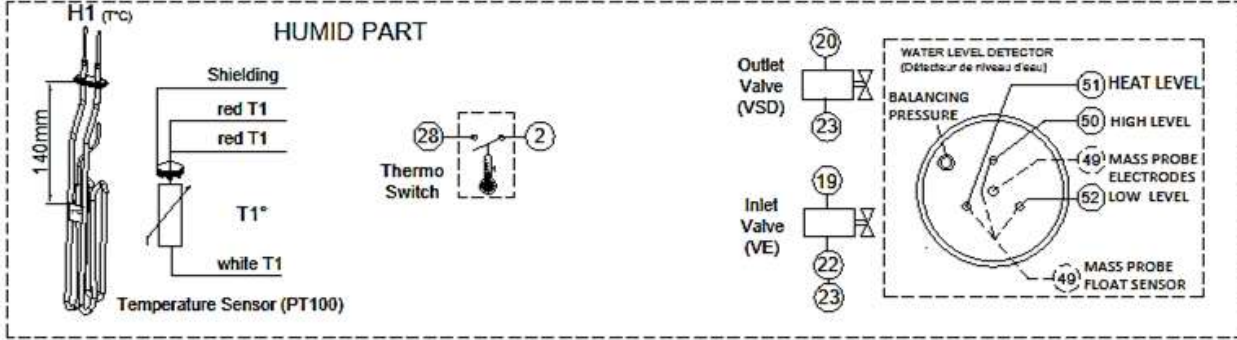 H1 (T°C)
HUMID PART
140mm
Shielding
red T1
red T1
T1°
white T1
Temperature Sensor (PT100)
28
2
Thermo
Switch
Outlet
Valve
(VSD)
20
23
Inlet
Valve
(VE)
19
22
23
WATER LEVEL DETECTOR
(Détecteur de niveau d'eau)
BALANCING
PRESSURE
51 HEAT LEVEL
50 HIGH LEVEL
49 MASS PROBE
ELECTRODES
52 LOW LEVEL
49 MASS PROBE
FLOAT SENSOR